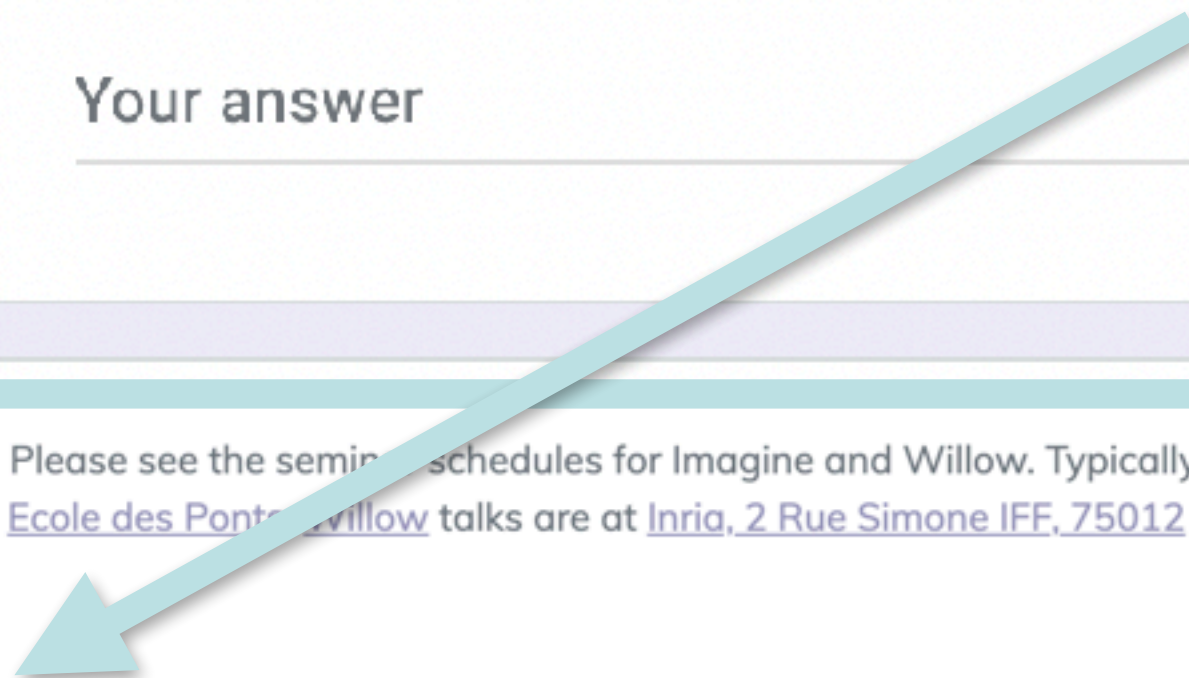 Your answer
Please see the seminar schedules for Imagine and Willow. Typically
Ecole des Ponts. Willow talks are at Inria, 2 Rue Simone IFF, 75012